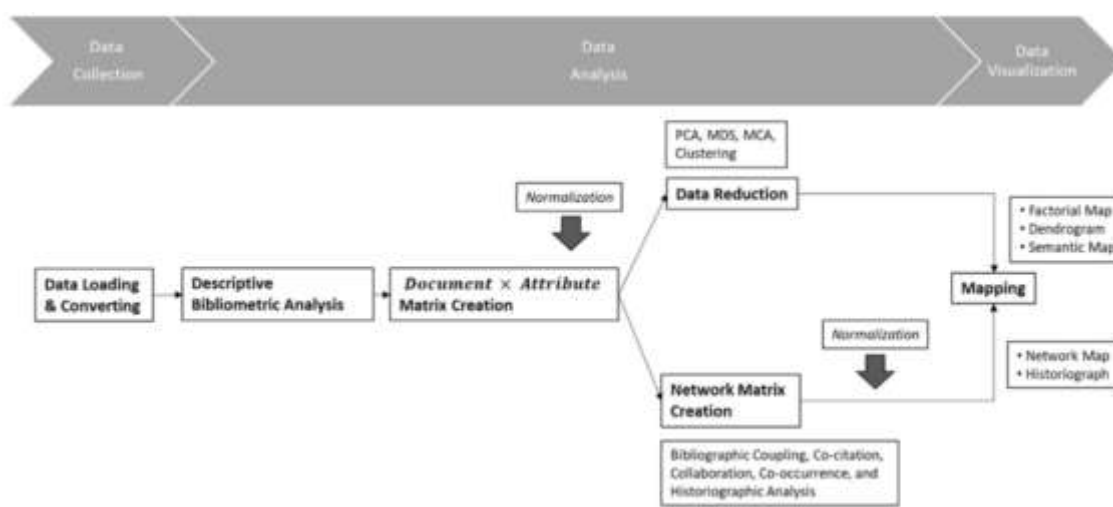 Data
Collection
Data
Analysis
Data
Visualization
PCA, MDS, MCA,
Clustering
Normalization
Data Reduction
• Factorial Map
• Dendrogram
• Semantic Map
Data Loading
& Converting
Descriptive
Bibliometric Analysis
Document × Attribute
Matrix Creation
Mapping
Normalization
• Network Map
• Historiograph
Network Matrix
Creation
Bibliographic Coupling, Co-citation,
Collaboration, Co-occurrence, and
Historiographic Analysis